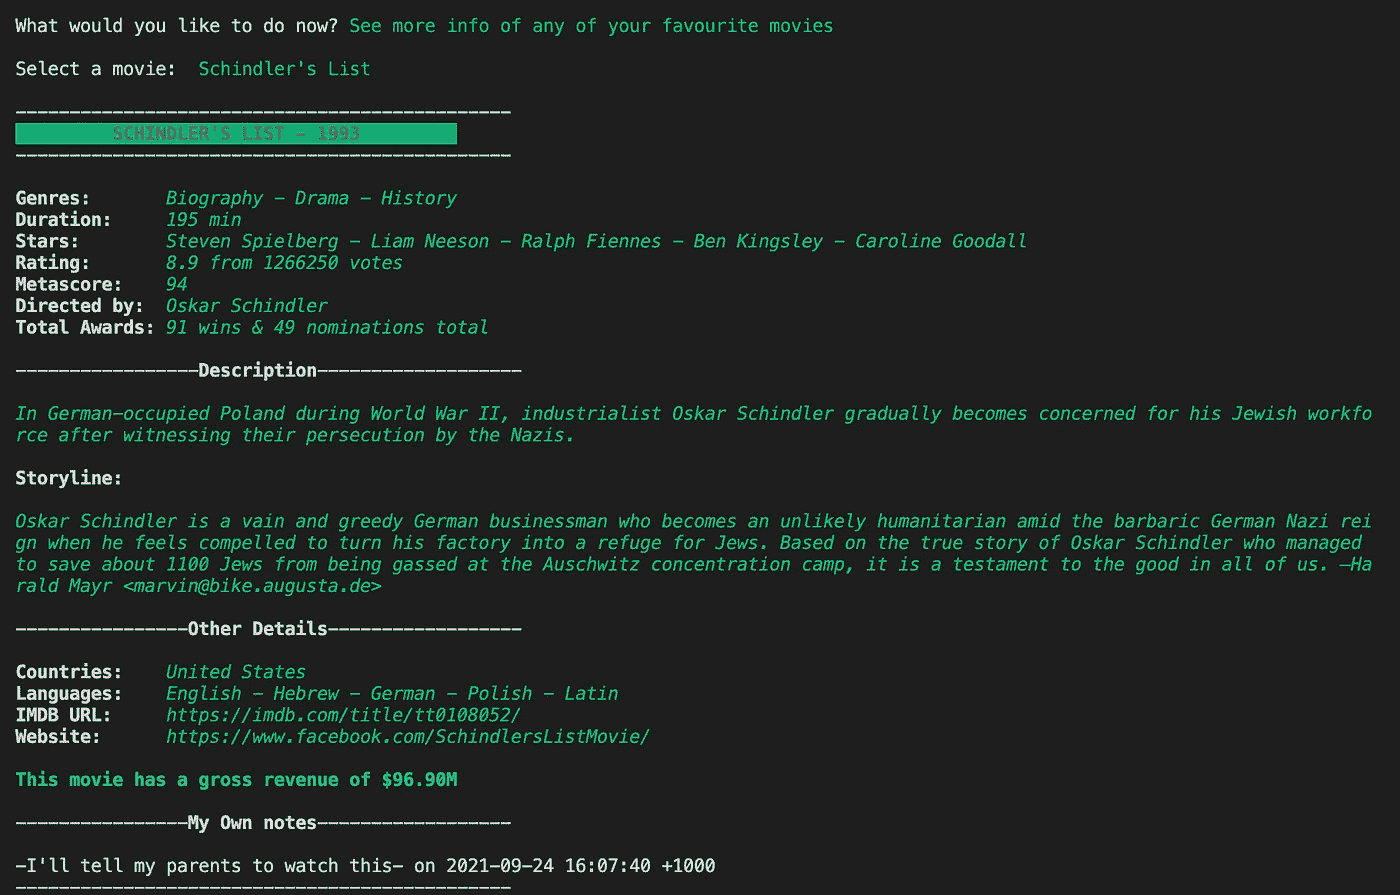 What would you like to do now? See more info of any of your favourite movies
Select a movie:  Schindler's List
----------------------------------------------
SCHINDLER'S LIST - 1993
----------------------------------------------
Genres:       Biography - Drama - History
Duration:     195 min
Stars:        Steven Spielberg - Liam Neeson - Ralph Fiennes - Ben Kingsley - Caroline Goodall
Rating:       8.9 from 1266250 votes
Metascore:    94
Directed by:  Oskar Schindler
Total Awards: 91 wins & 49 nominations total
-----------------Description-------------------
In German-occupied Poland during World War II, industrialist Oskar Schindler gradually becomes concerned for his Jewish workfo
rce after witnessing their persecution by the Nazis.
Storyline:
Oskar Schindler is a vain and greedy German businessman who becomes an unlikely humanitarian amid the barbaric German Nazi rei
gn when he feels compelled to turn his factory into a refuge for Jews. Based on the true story of Oskar Schindler who managed
to save about 1100 Jews from being gassed at the Auschwitz concentration camp, it is a testament to the good in all of us. —Ha
rald Mayr <marvin@bike.augusta.de>
----------------Other Details------------------
Countries:    United States
Languages:    English - Hebrew - German - Polish - Latin
IMDB URL:     https://imdb.com/title/tt0108052/
Website:      https://www.facebook.com/SchindlersListMovie/
This movie has a gross revenue of $96.90M
----------------My Own notes------------------
-I'll tell my parents to watch this- on 2021-09-24 16:07:40 +1000
----------------------------------------------